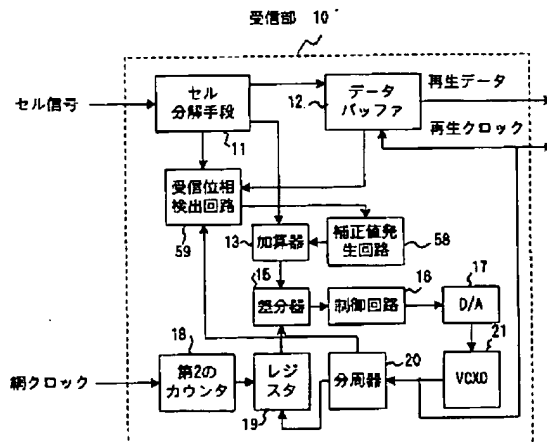 受信部 10
セル信号
セル
分解手段
11
データ
バッファ
12
再生データ
再生クロック
受信位相
検出回路
59
13
加算器
補正値発
生回路
58
15
差分器
16
制御回路
17
D/A
21
VCXO
18
第2の
カウンタ
網クロック
レジ
スタ
19
分周器
20